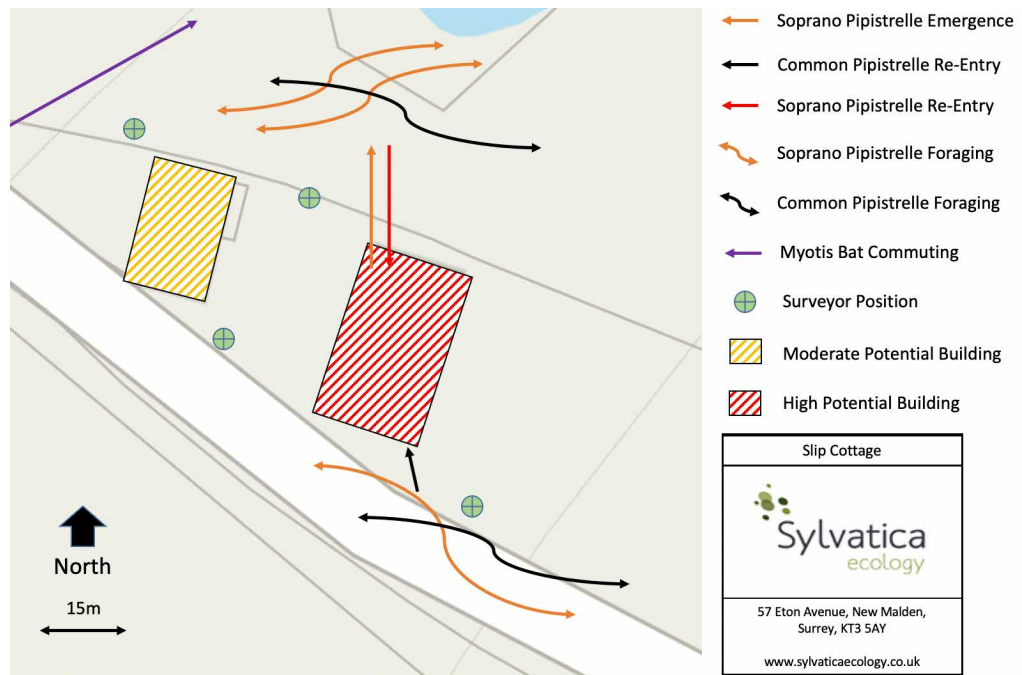 Soprano Pipistrelle Emergence
Common Pipistrelle Re-Entry
Soprano Pipistrelle Re-Entry
Soprano Pipistrelle Foraging
Common Pipistrelle Foraging
Myotis Bat Commuting
Surveyor Position
Moderate Potential Building
High Potential Building
North
15m
Slip Cottage
Sylvatica
ecology
57 Eton Avenue, New Malden,
Surrey, KT3 5AY
www.sylvaticaecology.co.uk